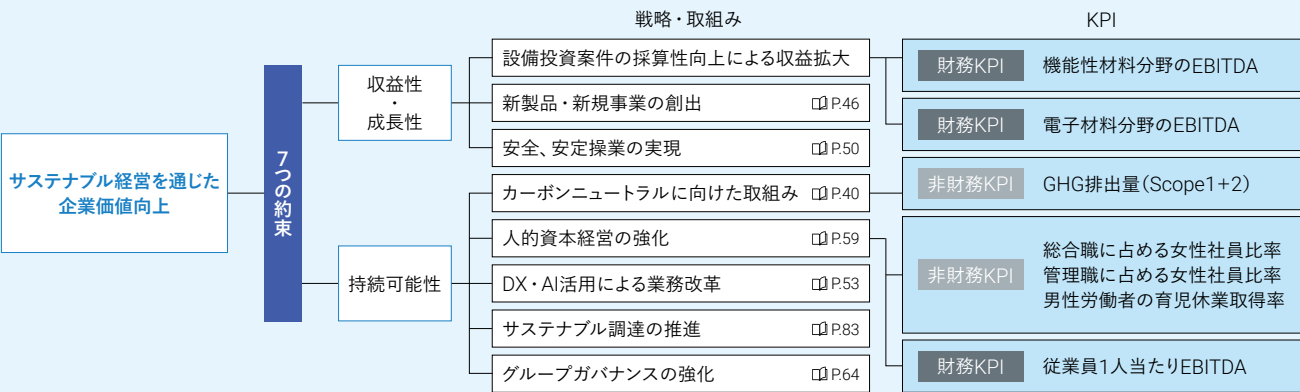 戦略・取組み
KPI
サステナブル経営を通じた
企業価値向上
7つの約束
収益性
・
成長性
持続可能性
設備投資案件の採算性向上による収益拡大
新製品・新規事業の創出 P.46
安全、安定操業の実現 P.50
カーボンニュートラルに向けた取組み P.40
人的資本経営の強化 P.59
DX・AI活用による業務改革 P.53
サステナブル調達の推進 P.83
グループガバナンスの強化 P.64
財務KPI 機能性材料分野のEBITDA
財務KPI 電子材料分野のEBITDA
非財務KPI GHG排出量(Scope1+2)
非財務KPI
総合職に占める女性社員比率
管理職に占める女性社員比率
男性労働者の育児休業取得率
財務KPI 従業員1人当たりEBITDA